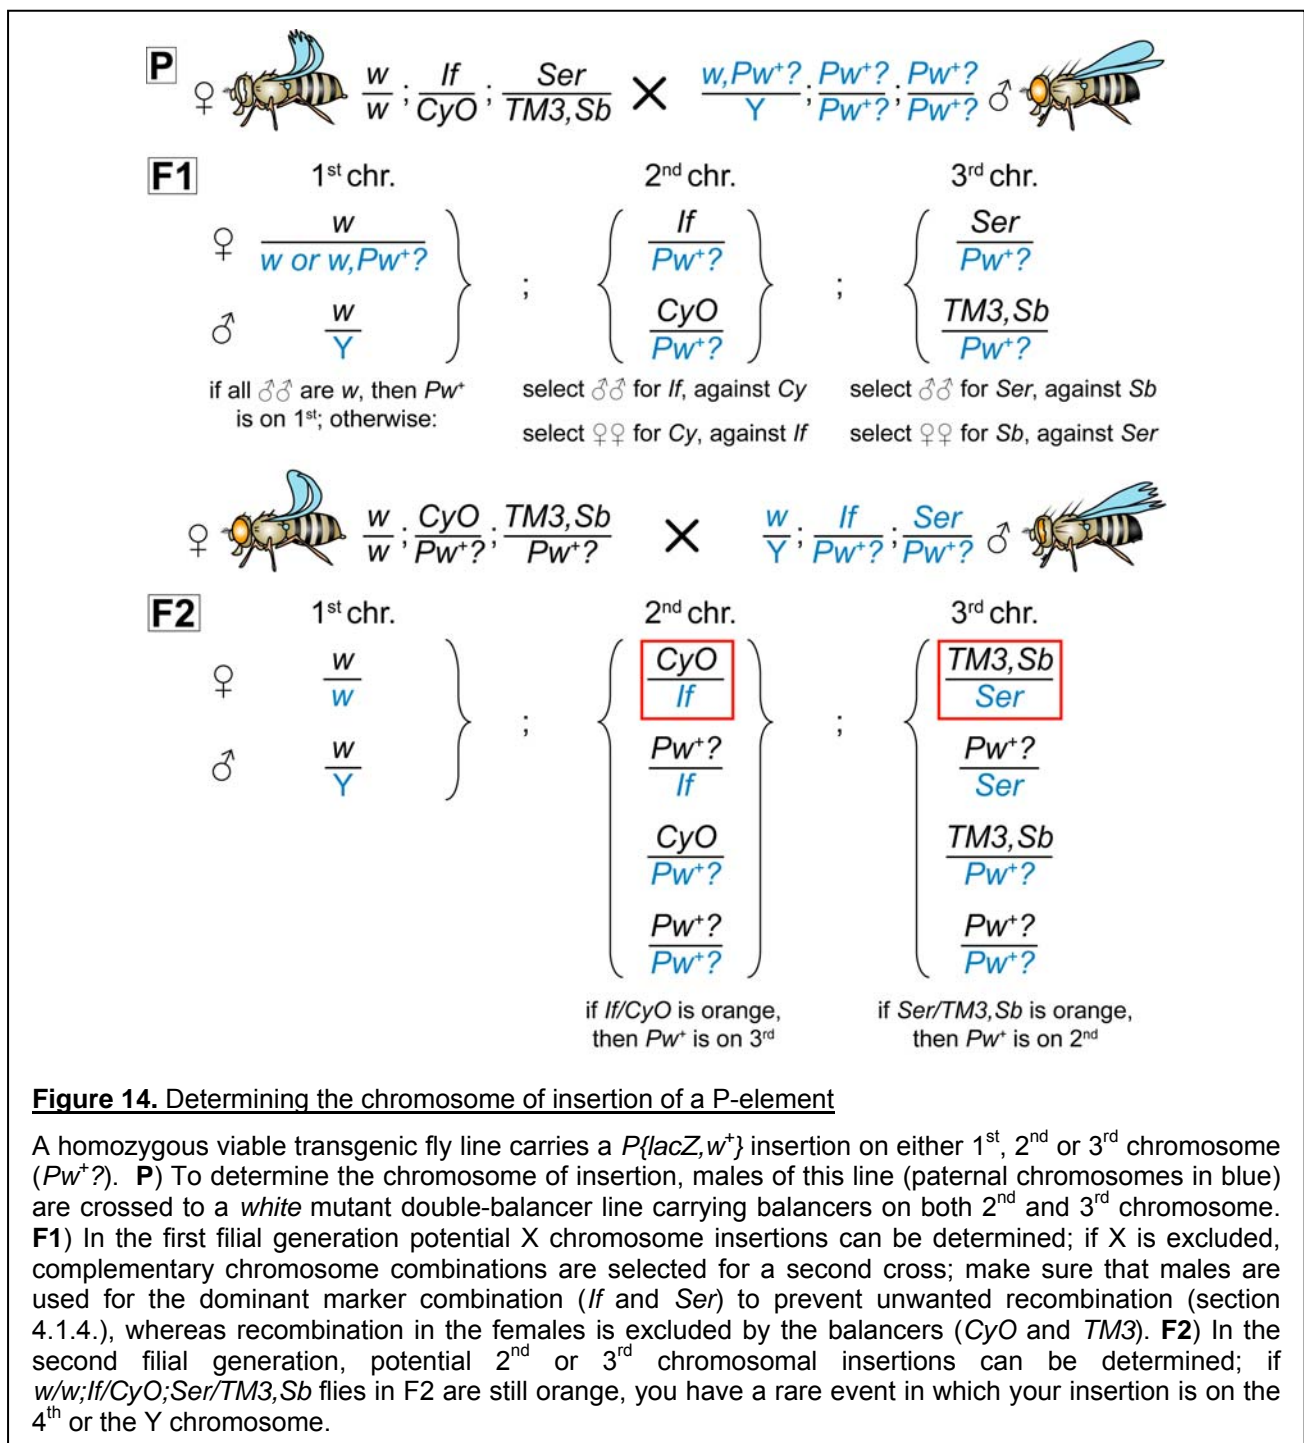 P ♀ w/w ; If/CyO ; Ser/TM3,Sb × w,Pw⁺?/Y ; Pw⁺?/Pw⁺? ; Pw⁺?/Pw⁺? ♂
F1 1st chr. 2nd chr. 3rd chr.
♀ w/w or w,Pw⁺? ; If/Pw⁺? ; Ser/Pw⁺?
♂ w/Y CyO/Pw⁺? TM3,Sb/Pw⁺?
if all ♂♂ are w, then Pw⁺
is on 1st; otherwise:
select ♂♂ for If, against Cy
select ♀♀ for Cy, against If
select ♂♂ for Ser, against Sb
select ♀♀ for Sb, against Ser
♀ w/w ; CyO/Pw⁺? ; TM3,Sb/Pw⁺? × w/Y ; If/Pw⁺? ; Ser/Pw⁺? ♂
F2 1st chr. 2nd chr. 3rd chr.
♀ w/w ; CyO/If ; TM3,Sb/Ser
♂ w/Y Pw⁺?/If Pw⁺?/Ser
CyO/Pw⁺? TM3,Sb/Pw⁺?
Pw⁺?/Pw⁺? Pw⁺?/Pw⁺?
if If/CyO is orange,
then Pw⁺ is on 3rd
if Ser/TM3,Sb is orange,
then Pw⁺ is on 2nd
Figure 14. Determining the chromosome of insertion of a P-element
A homozygous viable transgenic fly line carries a P{lacZ,w⁺} insertion on either 1st, 2nd or 3rd chromosome
(Pw⁺?). P) To determine the chromosome of insertion, males of this line (paternal chromosomes in blue)
are crossed to a white mutant double-balancer line carrying balancers on both 2nd and 3rd chromosome.
F1) In the first filial generation potential X chromosome insertions can be determined; if X is excluded,
complementary chromosome combinations are selected for a second cross; make sure that males are
used for the dominant marker combination (If and Ser) to prevent unwanted recombination (section
4.1.4.), whereas recombination in the females is excluded by the balancers (CyO and TM3). F2) In the
second filial generation, potential 2nd or 3rd chromosomal insertions can be determined; if
w/w;If/CyO;Ser/TM3,Sb flies in F2 are still orange, you have a rare event in which your insertion is on the
4th or the Y chromosome.